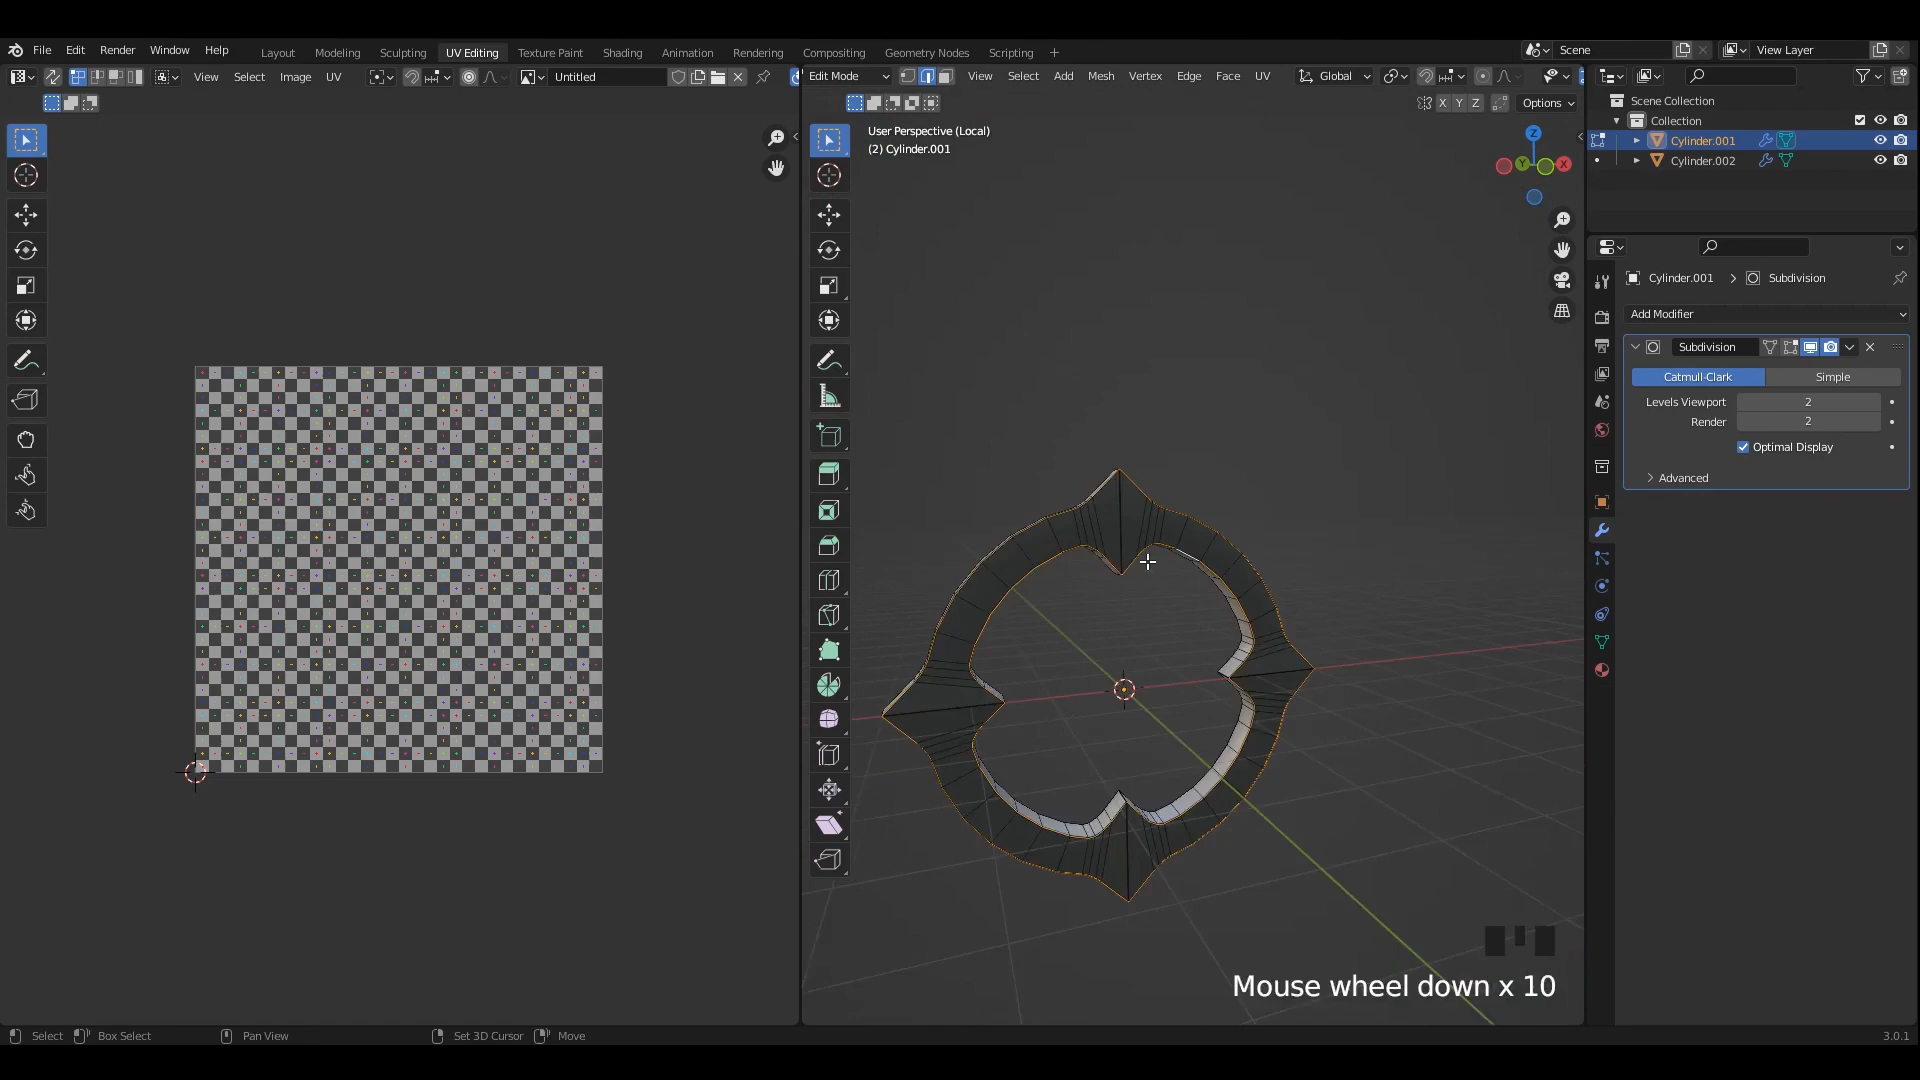 File Edit Render Window Help
Layout Modeling Sculpting UV Editing Texture Paint Shading Animation Rendering Compositing Geometry Nodes Scripting +
Scene
View Layer
View Select Image UV
Untitled
Edit Mode
View Select Add Mesh Vertex Edge Face UV
Global
X Y Z
Options
User Perspective (Local)
(2) Cylinder.001
Z
Y
X
Scene Collection
Collection
Cylinder.001
Cylinder.002
Cylinder.001 > Subdivision
Add Modifier
Subdivision
Catmull-Clark Simple
Levels Viewport 2
Render 2
Optimal Display
Advanced
Mouse wheel down x 10
Select Box Select Pan View Set 3D Cursor Move
3.0.1